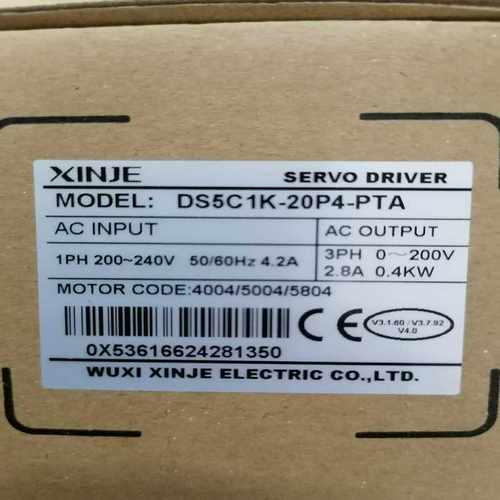 XINJE SERVO DRIVER
MODEL: DS5C1K-20P4-PTA
AC INPUT
AC OUTPUT
1PH 200~240V 50/60Hz 4.2A
3PH 0~200V
2.8A 0.4KW
MOTOR CODE:4004/5004/5804
CE
V3.1.60 / V3.7.92
V4.0
0X53616624281350
WUXI XINJE ELECTRIC CO.,LTD.